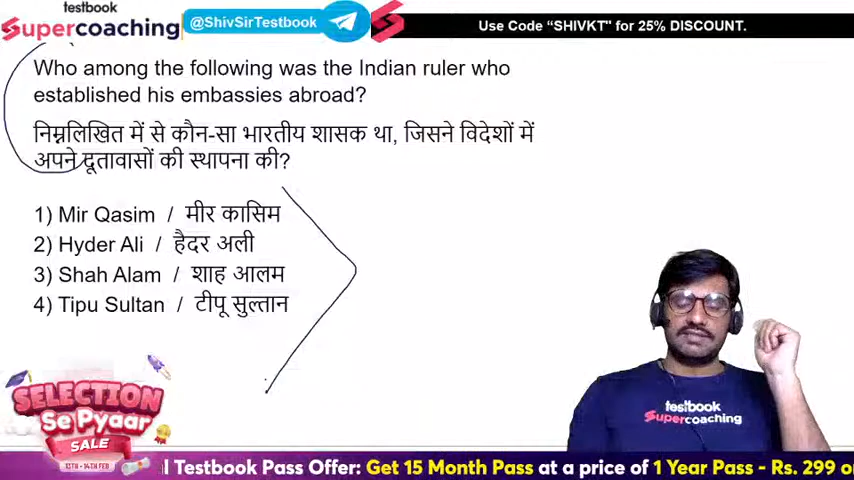 testbook
Supercoaching
@ShivSirTestbook
Use Code “SHIVKT" for 25% DISCOUNT.
Who among the following was the Indian ruler who
established his embassies abroad?
निम्नलिखित में से कौन-सा भारतीय शासक था, जिसने विदेशों में
अपने दूतावासों की स्थापना की?
1) Mir Qasim / मीर कासिम
2) Hyder Ali / हैदर अली
3) Shah Alam / शाह आलम
4) Tipu Sultan / टीपू सुल्तान
testbook
Supercoaching
SELECTION
Se Pyaar
SALE
13TH - 14TH FEB
l Testbook Pass Offer: Get 15 Month Pass at a price of 1 Year Pass - Rs. 299 o